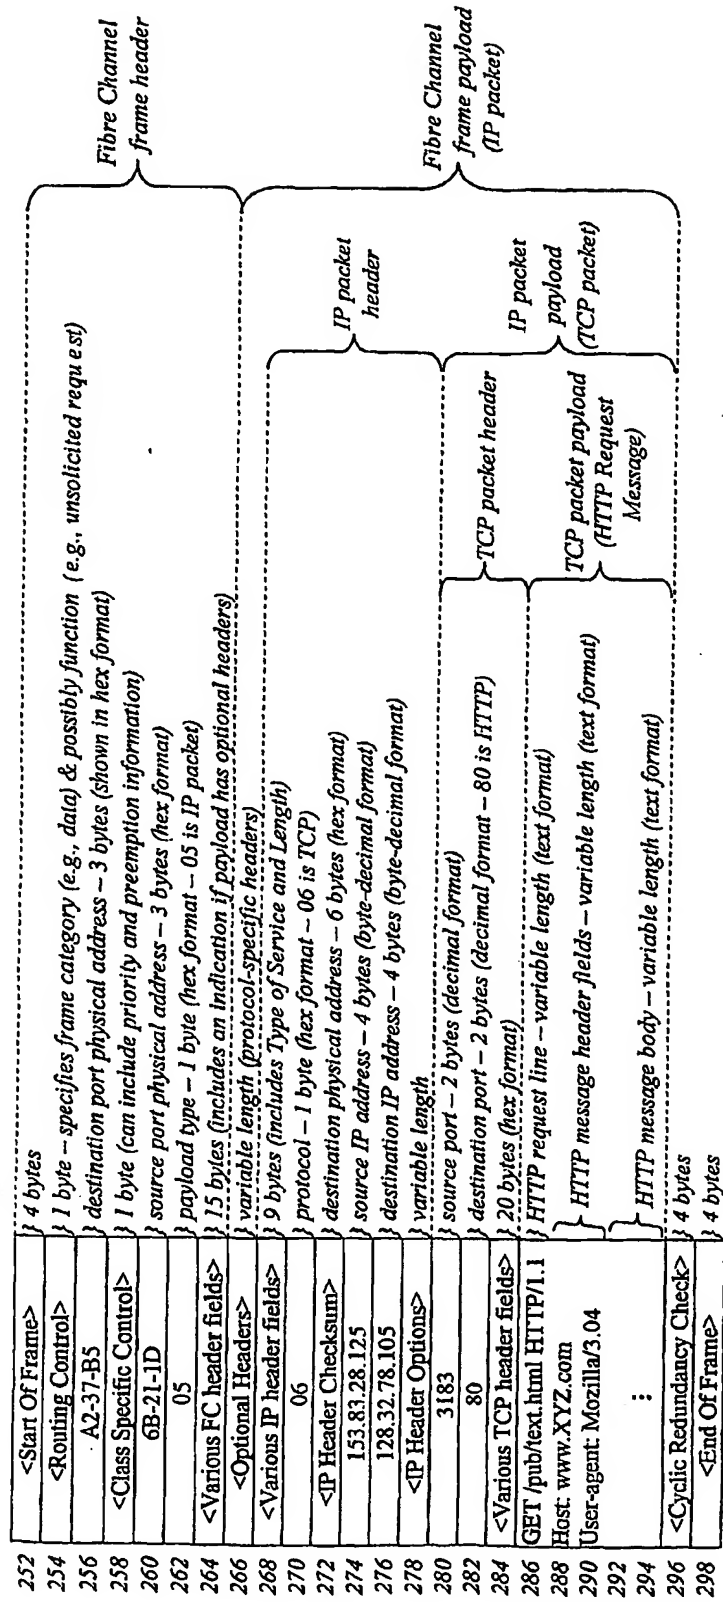 252 <Start Of Frame> } 4 bytes
254 <Routing Control> } 1 byte – specifies frame category (e.g., data) & possibly function (e.g., unsolicited request)
256 A2-37-B5 } destination port physical address – 3 bytes (shown in hex format)
258 <Class Specific Control> } 1 byte (can include priority and preemption information)
260 6B-21-1D } source port physical address – 3 bytes (hex format)
262 05 } payload type – 1 byte (hex format – 05 is IP packet)
264 <Various FC header fields> } 15 bytes (includes an indication if payload has optional headers)
266 <Optional Headers> } variable length (protocol-specific headers)
268 <Various IP header fields> } 9 bytes (includes Type of Service and Length)
270 06 } protocol – 1 byte (hex format – 06 is TCP)
272 <IP Header Checksum> } destination physical address – 6 bytes (hex format)
274 153.83.28.125 } source IP address – 4 bytes (byte-decimal format)
276 128.32.78.105 } destination IP address – 4 bytes (byte-decimal format)
278 <IP Header Options> } variable length
280 3183 } source port – 2 bytes (decimal format)
282 80 } destination port – 2 bytes (decimal format – 80 is HTTP)
284 <Various TCP header fields> } 20 bytes (hex format)
286 GET /pub/text.html HTTP/1.1 } HTTP request line – variable length (text format)
288 Host: www.XYZ.com
290 User-agent: Mozilla/3.04
HTTP message header fields – variable length (text format)
292
294 ...
HTTP message body – variable length (text format)
296 <Cyclic Redundancy Check> } 4 bytes
298 <End Of Frame> } 4 bytes
TCP packet header
TCP packet payload
(HTTP Request
Message)
IP packet
header
IP packet
payload
(TCP packet)
Fibre Channel
frame header
Fibre Channel
frame payload
(IP packet)